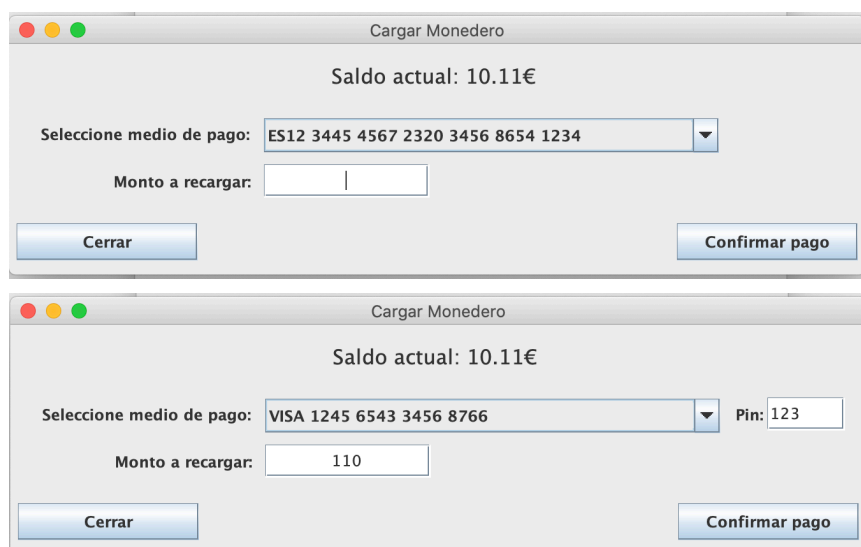 Cargar Monedero
Saldo actual: 10.11€
Seleccione medio de pago: ES12 3445 4567 2320 3456 8654 1234
Monto a recargar:
Cerrar Confirmar pago
Cargar Monedero
Saldo actual: 10.11€
Seleccione medio de pago: VISA 1245 6543 3456 8766 Pin: 123
Monto a recargar: 110
Cerrar Confirmar pago